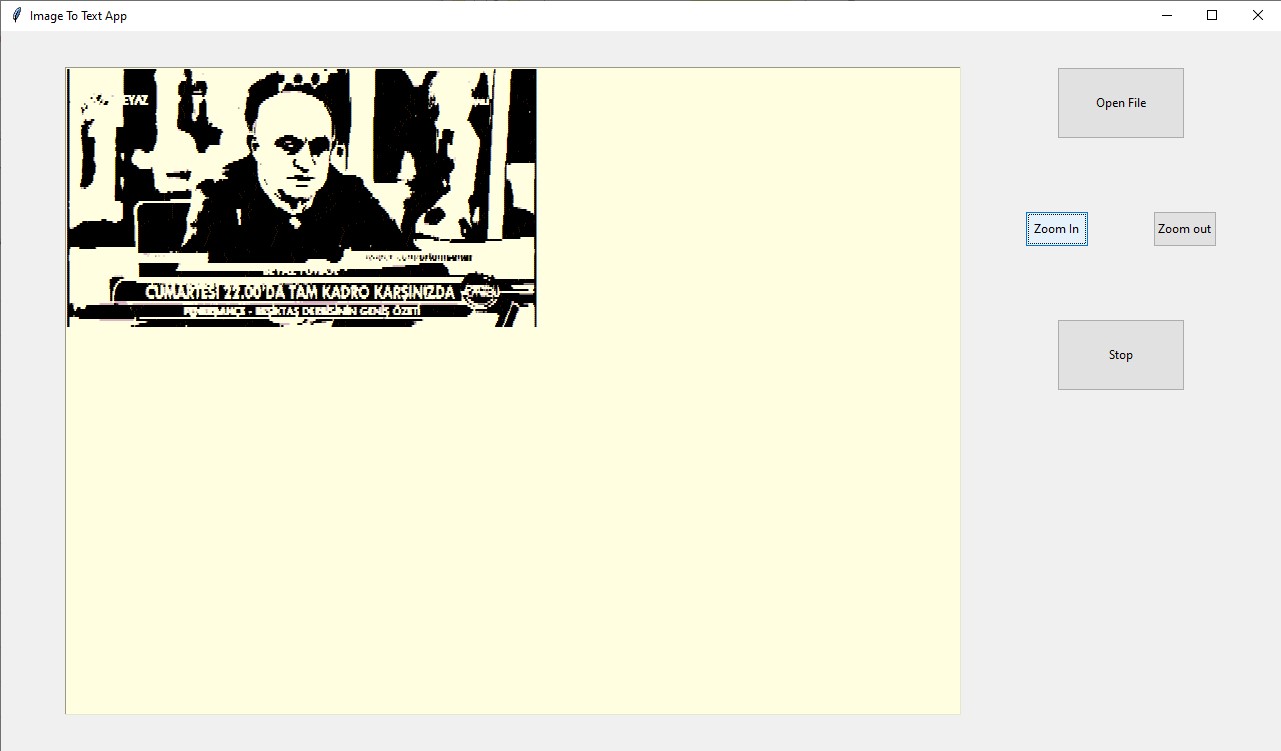 Image To Text App
Open File
EYAZ
Zoom In
Zoom out
BEYAZ FUTBOL
CUMARTESİ 22.00'DA TAM KADRO KARŞINIZDA
FENERBAHÇE - BEŞİKTAŞ DERBİSİNİN GENİŞ ÖZETİ
Stop